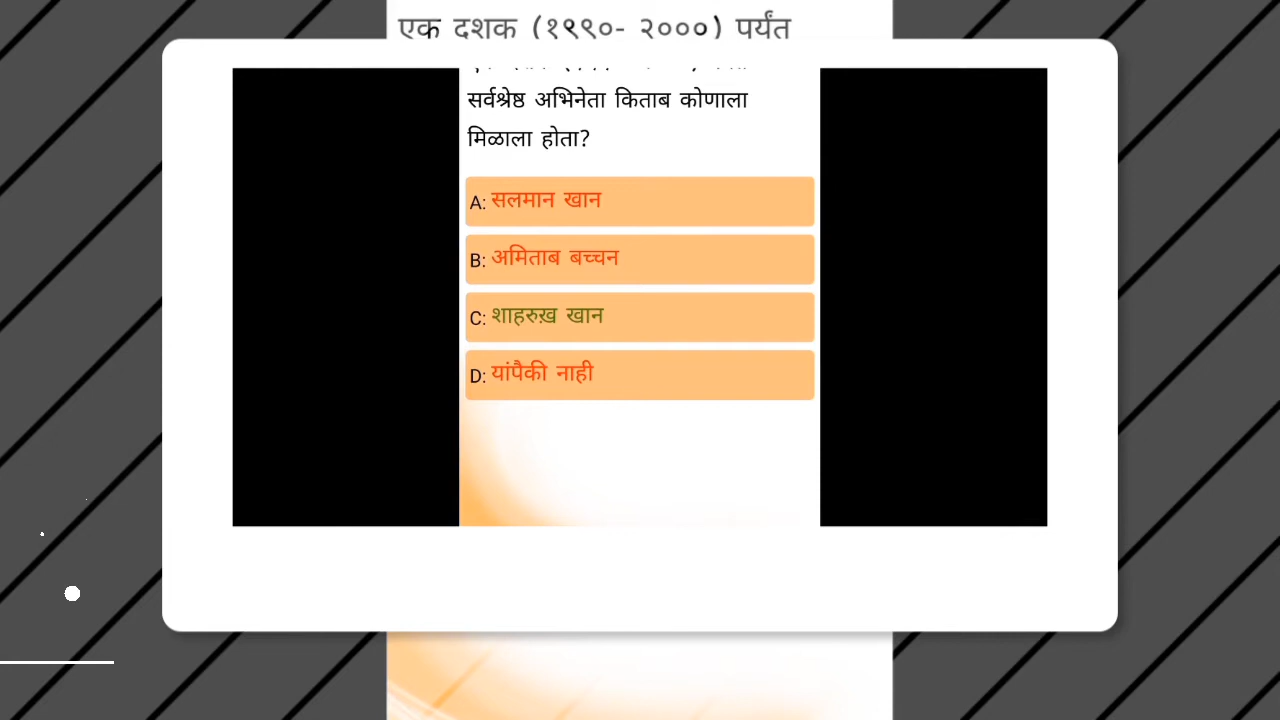 एक दशक (१९९०- २०००) पर्यंत
सर्वश्रेष्ठ अभिनेता किताब कोणाला
मिळाला होता?
A: सलमान खान
B: अमिताब बच्चन
C: शाहरुख़ खान
D: यांपैकी नाही